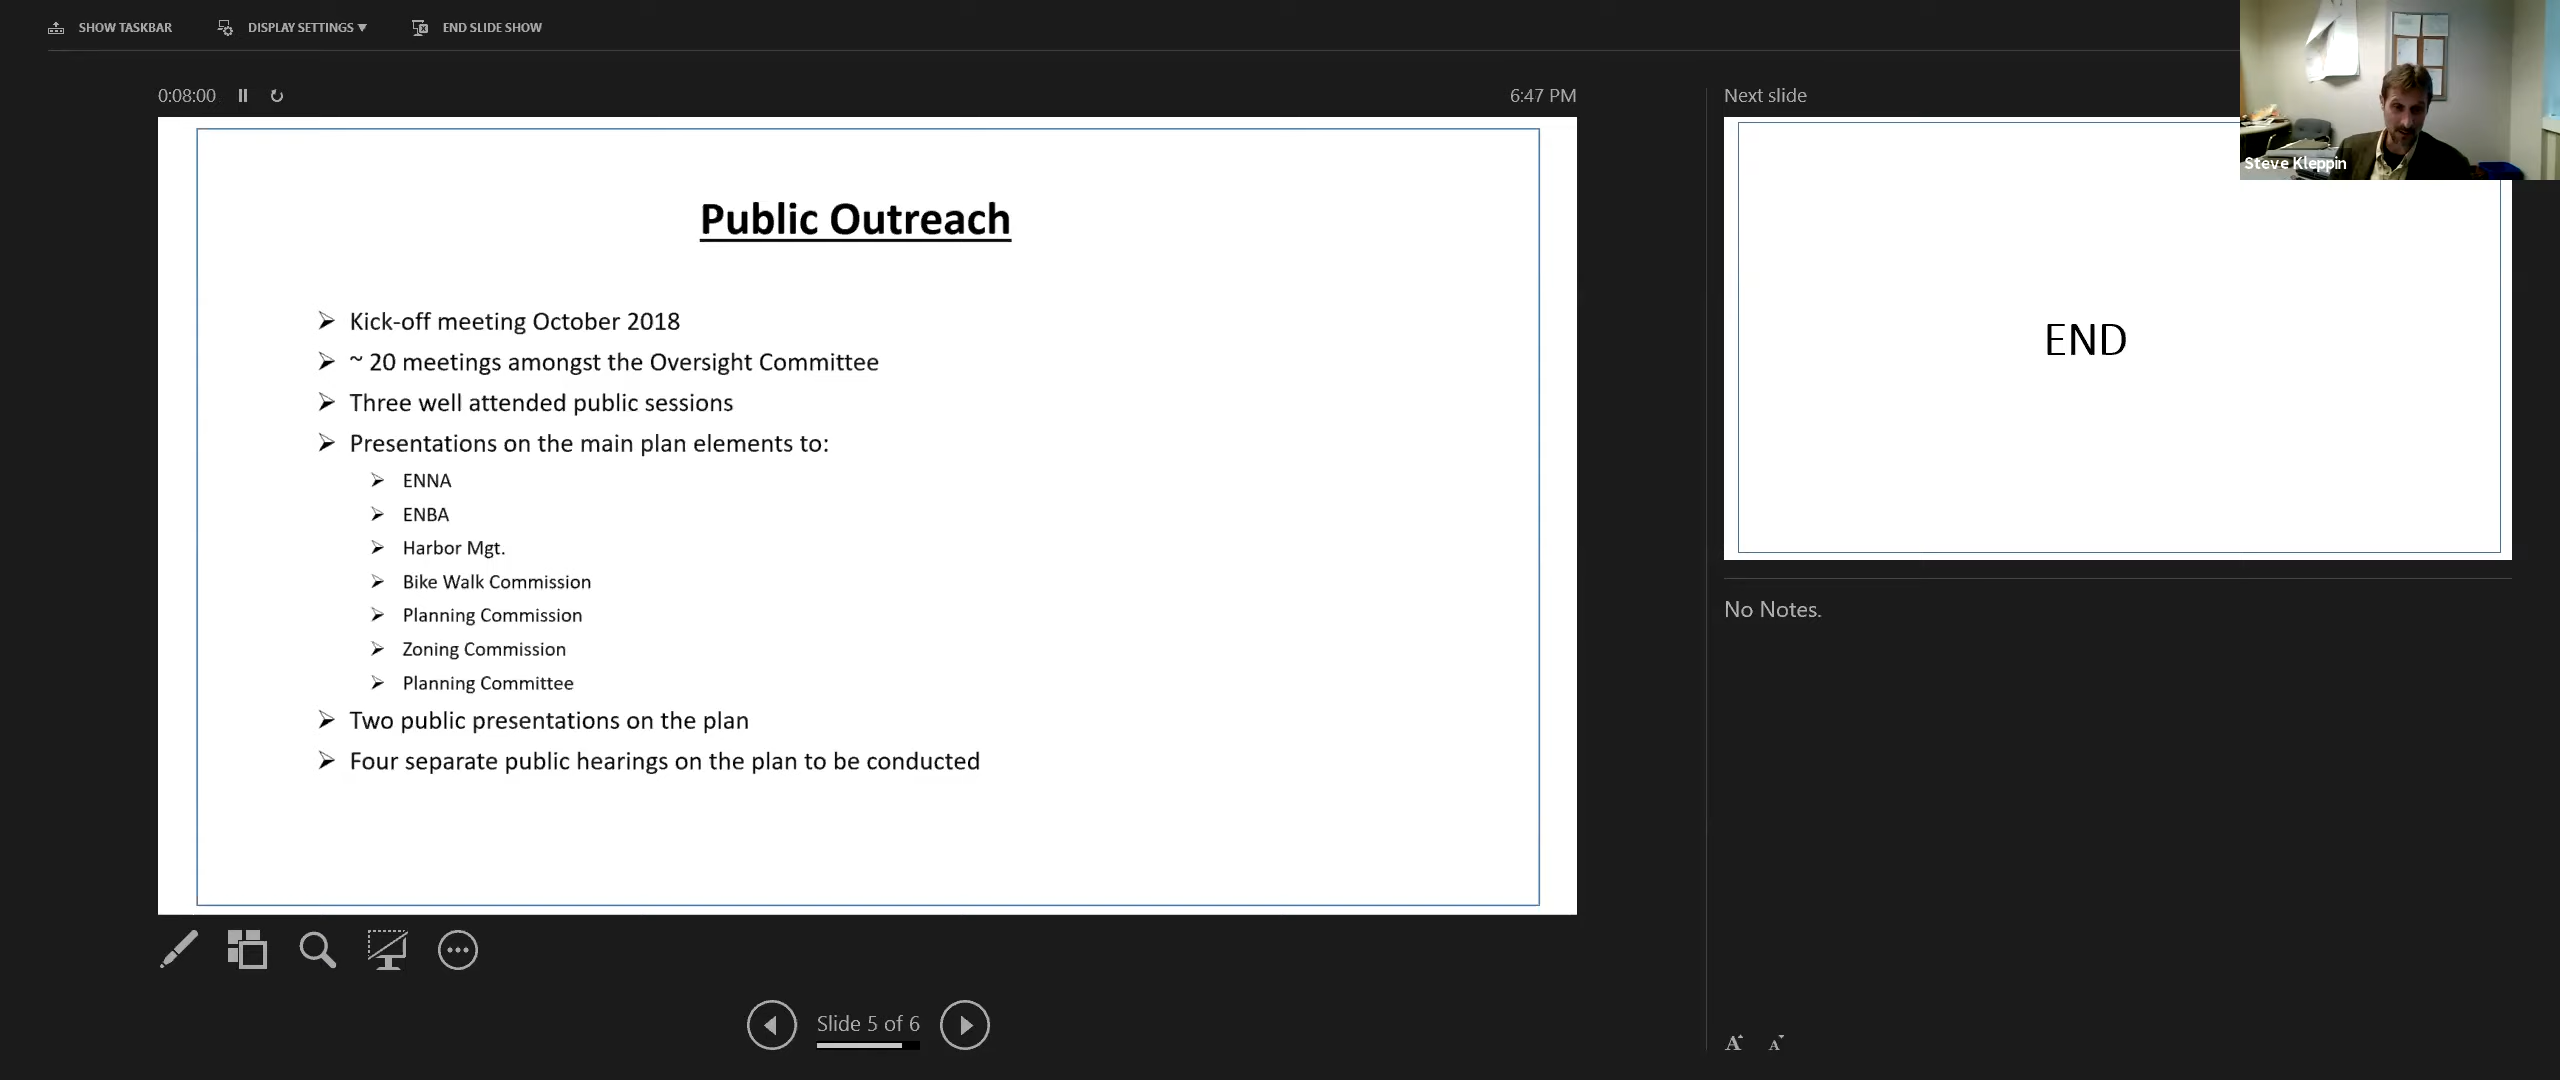 SHOW TASKBAR DISPLAY SETTINGS ▼ END SLIDE SHOW
0:08:00 6:47 PM
Public Outreach
Kick-off meeting October 2018
~ 20 meetings amongst the Oversight Committee
Three well attended public sessions
Presentations on the main plan elements to:
ENNA
ENBA
Harbor Mgt.
Bike Walk Commission
Planning Commission
Zoning Commission
Planning Committee
Two public presentations on the plan
Four separate public hearings on the plan to be conducted
Slide 5 of 6
Next slide
Steve Kleppin
END
No Notes.
A A